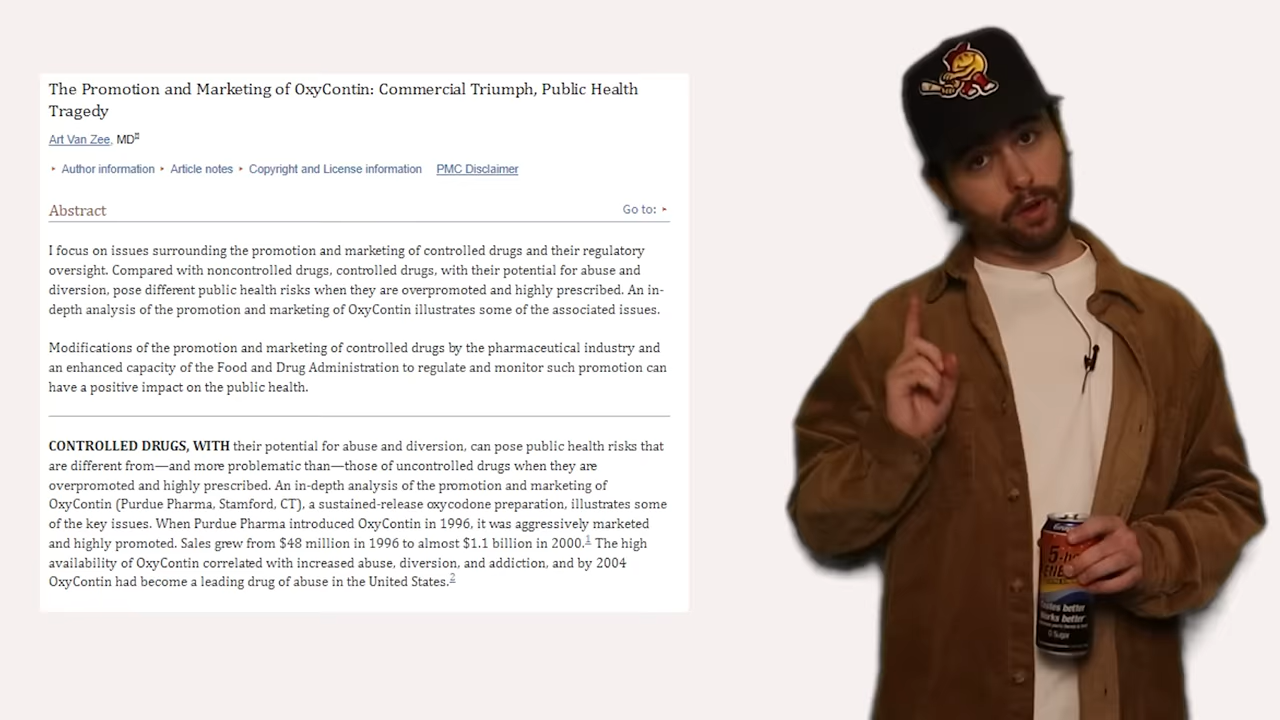 The Promotion and Marketing of OxyContin: Commercial Triumph, Public Health
Tragedy
Art Van Zee, MD
Author information ‣ Article notes ‣ Copyright and License information PMC Disclaimer
Abstract
Go to:
I focus on issues surrounding the promotion and marketing of controlled drugs and their regulatory
oversight. Compared with noncontrolled drugs, controlled drugs, with their potential for abuse and
diversion, pose different public health risks when they are overpromoted and highly prescribed. An in-
depth analysis of the promotion and marketing of OxyContin illustrates some of the associated issues.
Modifications of the promotion and marketing of controlled drugs by the pharmaceutical industry and
an enhanced capacity of the Food and Drug Administration to regulate and monitor such promotion can
have a positive impact on the public health.
CONTROLLED DRUGS, WITH their potential for abuse and diversion, can pose public health risks that
are different from—and more problematic than—those of uncontrolled drugs when they are
overpromoted and highly prescribed. An in-depth analysis of the promotion and marketing of
OxyContin (Purdue Pharma, Stamford, CT), a sustained-release oxycodone preparation, illustrates some
of the key issues. When Purdue Pharma introduced OxyContin in 1996, it was aggressively marketed
and highly promoted. Sales grew from $48 million in 1996 to almost $1.1 billion in 2000.1 The high
availability of OxyContin correlated with increased abuse, diversion, and addiction, and by 2004
OxyContin had become a leading drug of abuse in the United States.2
5-
better
Works better
0 Sugar